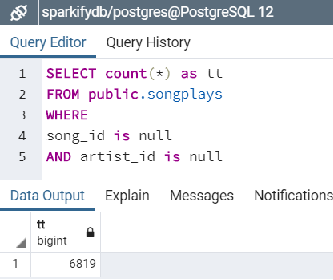 sparkifydb/postgres@PostgreSQL 12
Query Editor Query History
1 SELECT count(*) as tt
2 FROM public.songplays
3 WHERE
4 song_id is null
5 AND artist_id is null
Data Output Explain Messages Notifications
tt
bigint
1 6819